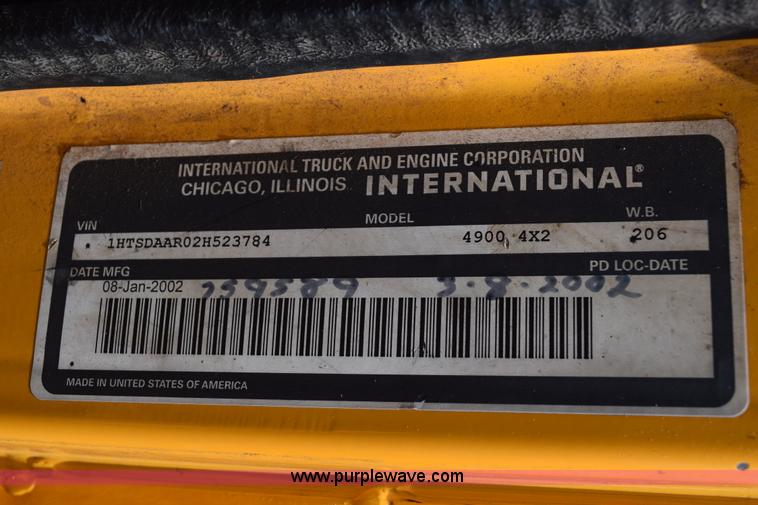 INTERNATIONAL TRUCK AND ENGINE CORPORATION
CHICAGO, ILLINOIS INTERNATIONAL®
VIN MODEL W.B.
1HTSDAAR02H523784 4900 4X2 206
DATE MFG PD LOC-DATE
08-Jan-2002 759589 3-8-2002
MADE IN UNITED STATES OF AMERICA
www.purplewave.com